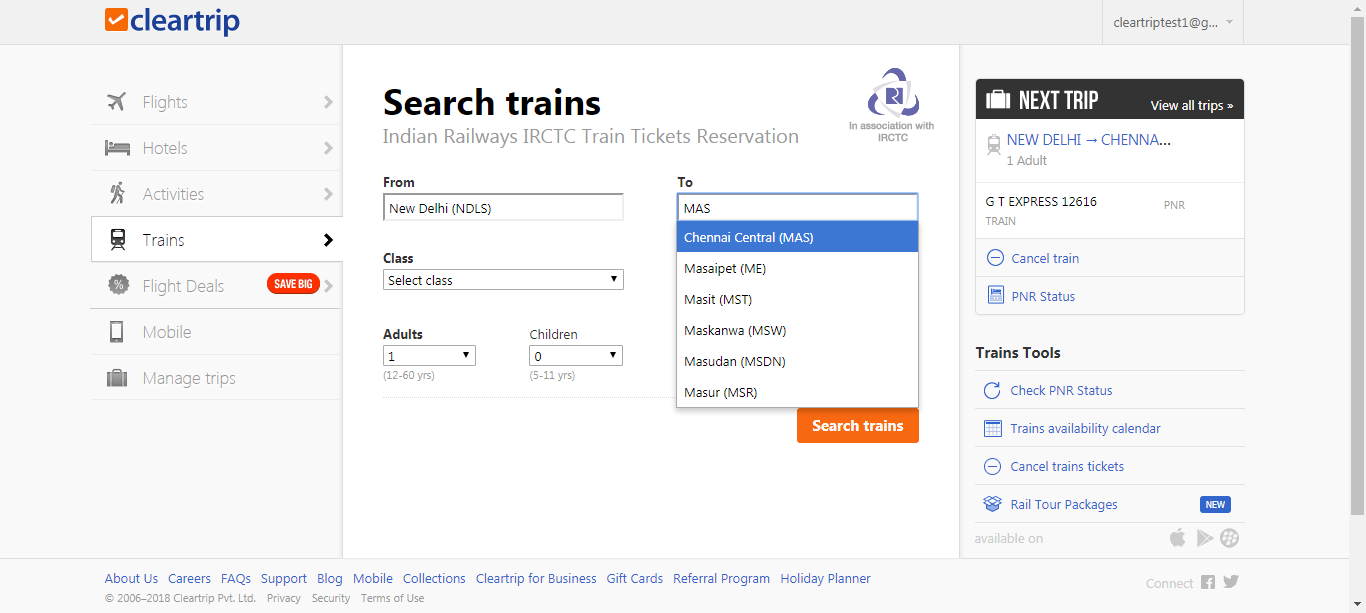 cleartrip
cleartriptest1@g...
Flights
Hotels
Activities
Trains
Flight Deals SAVE BIG
Mobile
Manage trips
Search trains
Indian Railways IRCTC Train Tickets Reservation
In association with
IRCTC
From
New Delhi (NDLS)
To
MAS
Chennai Central (MAS)
Masaipet (ME)
Masit (MST)
Maskanwa (MSW)
Masudan (MSDN)
Masur (MSR)
Class
Select class
Adults
1
(12-60 yrs)
Children
0
(5-11 yrs)
Search trains
NEXT TRIP View all trips »
NEW DELHI → CHENNA...
1 Adult
G T EXPRESS 12616
TRAIN
PNR
Cancel train
PNR Status
Trains Tools
Check PNR Status
Trains availability calendar
Cancel trains tickets
Rail Tour Packages NEW
available on
About Us Careers FAQs Support Blog Mobile Collections Cleartrip for Business Gift Cards Referral Program Holiday Planner
© 2006–2018 Cleartrip Pvt. Ltd. Privacy Security Terms of Use
Connect